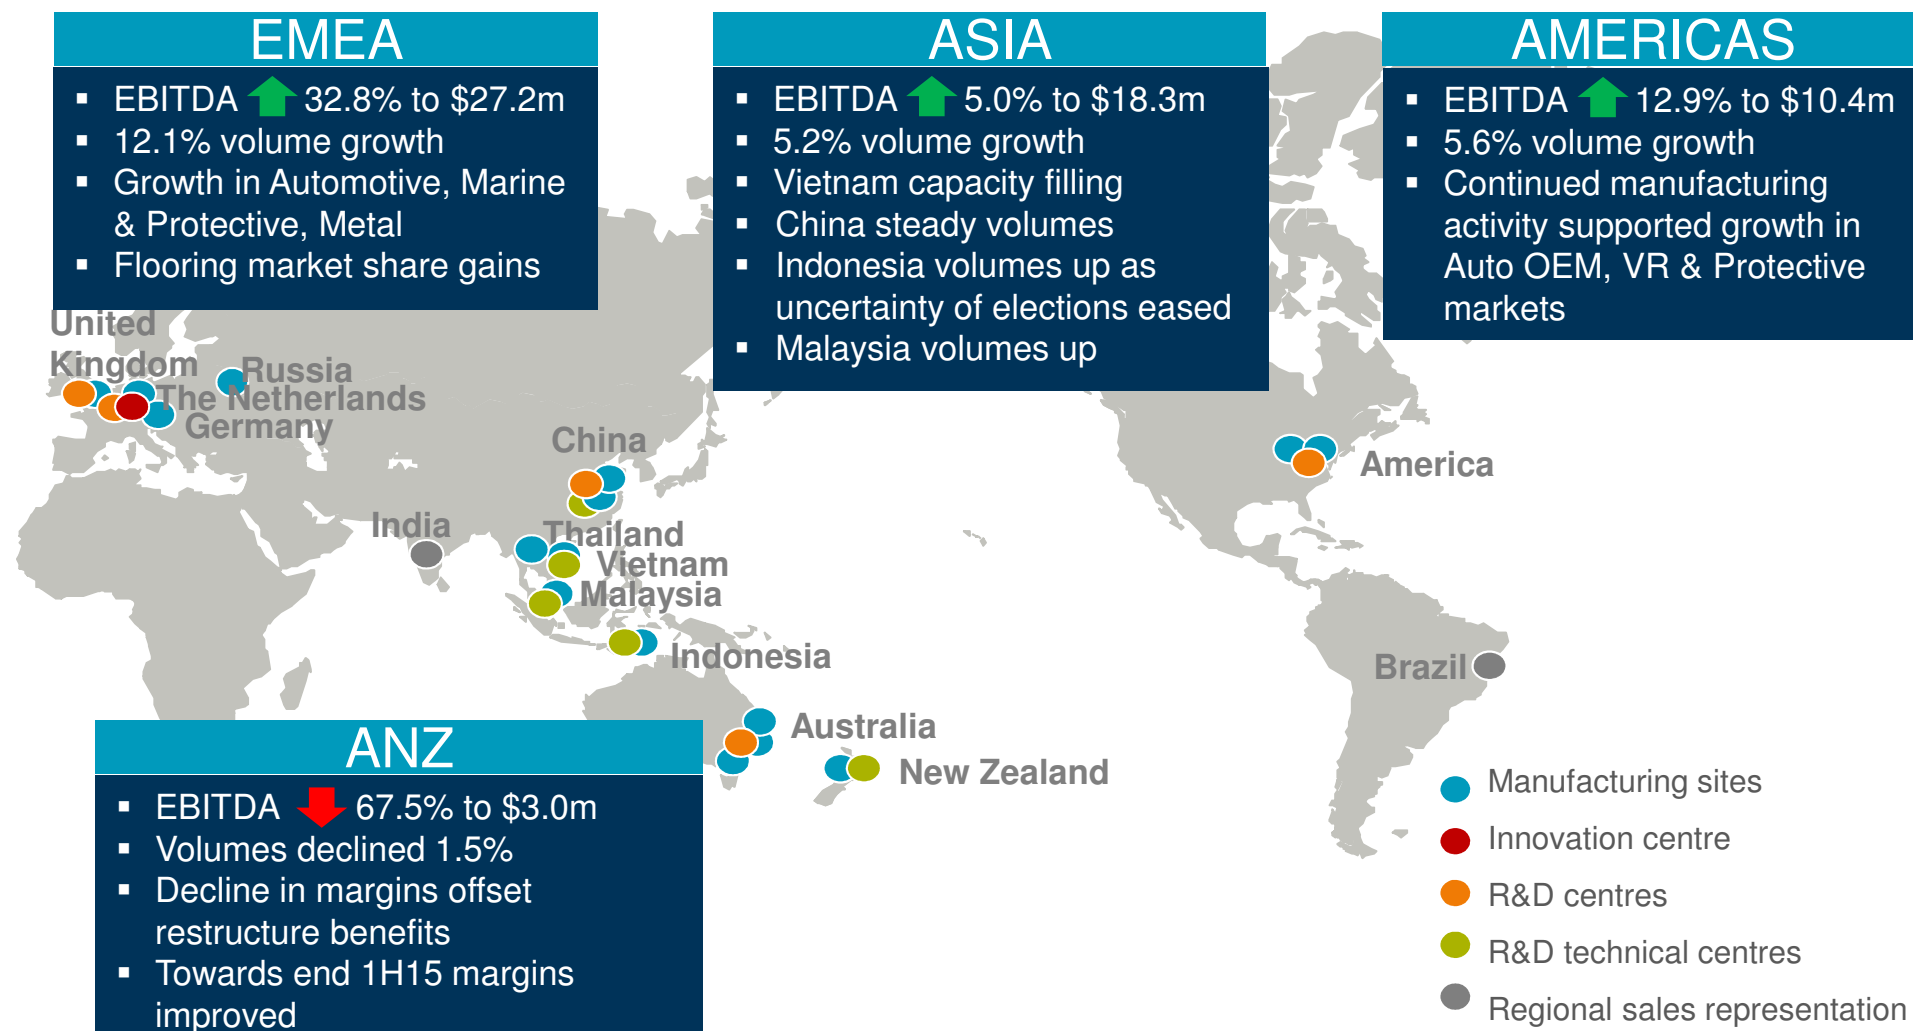 EMEA
▪ EBITDA 32.8% to $27.2m
▪ 12.1% volume growth
▪ Growth in Automotive, Marine
& Protective, Metal
▪ Flooring market share gains
ASIA
▪ EBITDA 5.0% to $18.3m
▪ 5.2% volume growth
▪ Vietnam capacity filling
▪ China steady volumes
▪ Indonesia volumes up as
uncertainty of elections eased
▪ Malaysia volumes up
AMERICAS
▪ EBITDA 12.9% to $10.4m
▪ 5.6% volume growth
▪ Continued manufacturing
activity supported growth in
Auto OEM, VR & Protective
markets
United
Kingdom
Russia
The Netherlands
Germany
China
India
Thailand
Vietnam
Malaysia
Indonesia
America
Brazil
Australia
New Zealand
ANZ
▪ EBITDA 67.5% to $3.0m
▪ Volumes declined 1.5%
▪ Decline in margins offset
restructure benefits
▪ Towards end 1H15 margins
improved
Manufacturing sites
Innovation centre
R&D centres
R&D technical centres
Regional sales representation